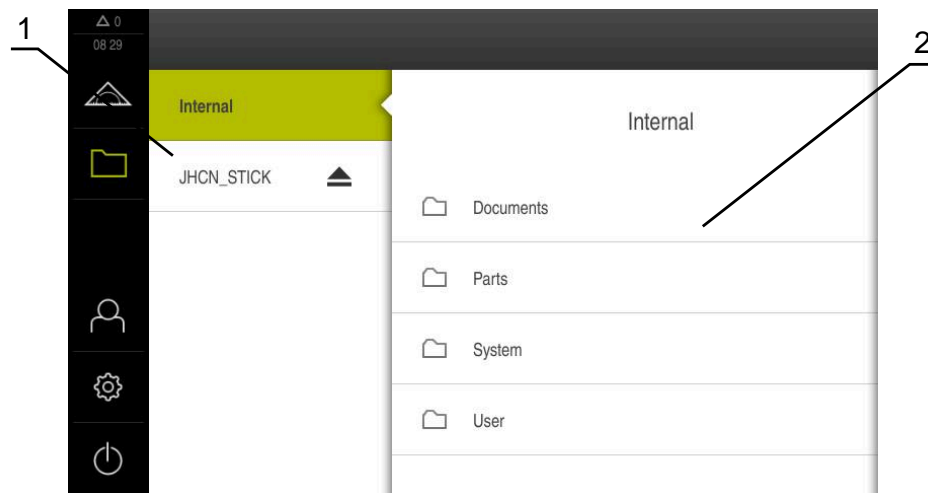 1
0
08 29
2
Internal
JHCN_STICK
Internal
Documents
Parts
System
User